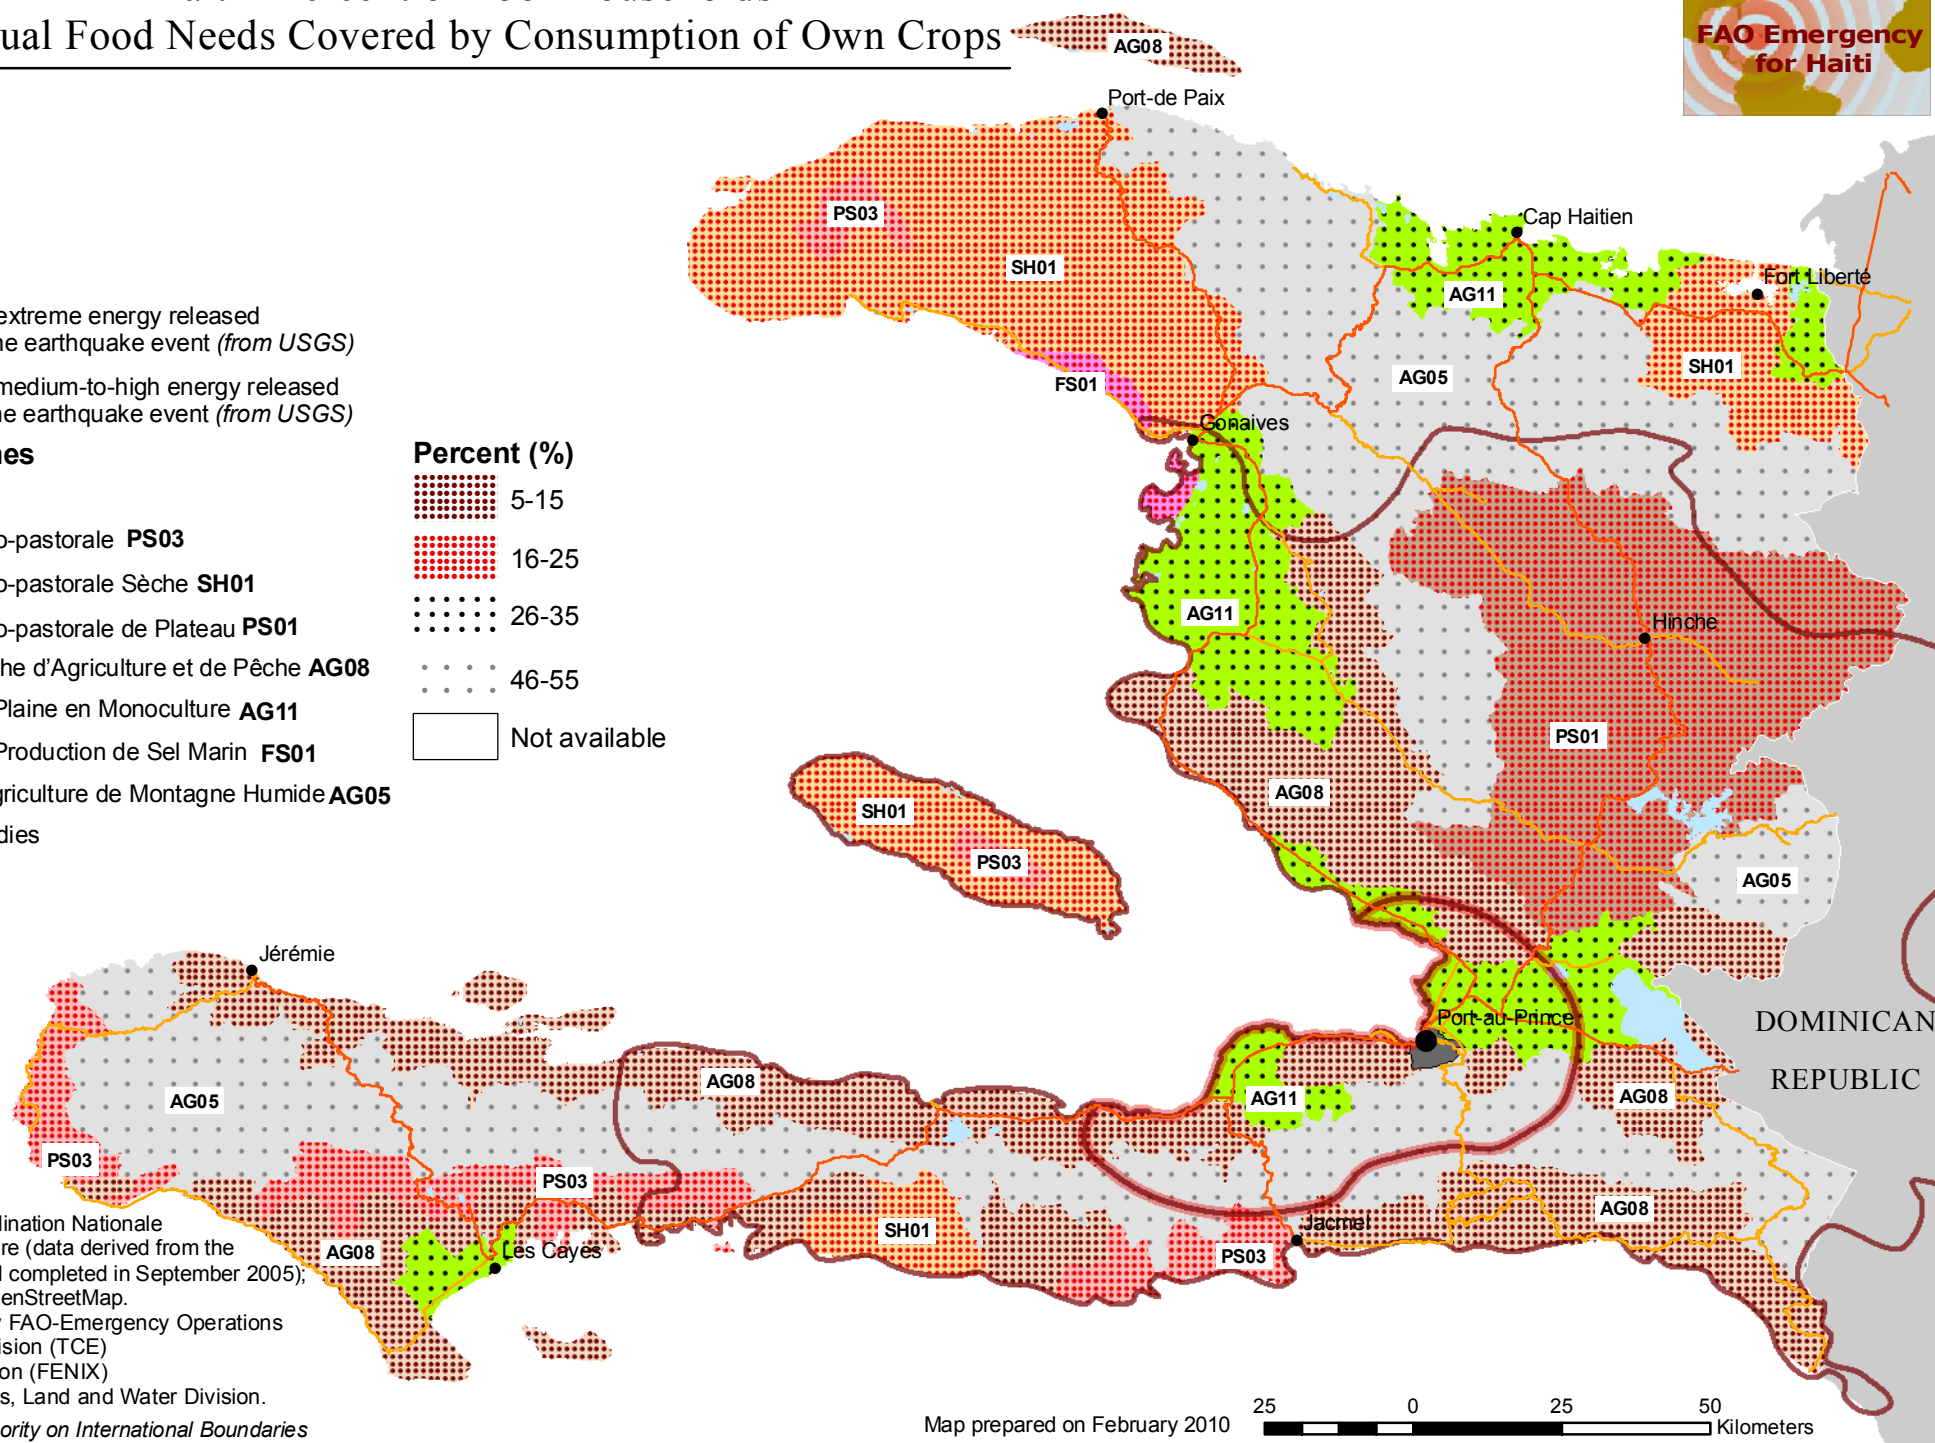 ual Food Needs Covered by Consumption of Own Crops
FAO Emergency
for Haiti
extreme energy released
ne earthquake event (from USGS)
medium-to-high energy released
ne earthquake event (from USGS)
nes
o-pastorale PS03
o-pastorale Sèche SH01
o-pastorale de Plateau PS01
he d'Agriculture et de Pêche AG08
Plaine en Monoculture AG11
Production de Sel Marin FS01
griculture de Montagne Humide AG05
dies
Percent (%)
5-15
16-25
26-35
46-55
Not available
AG08
Port-de Paix
PS03
SH01
Cap Haitien
AG11
Fort Liberté
SH01
AG05
FS01
Gonaives
AG11
Hinche
PS01
AG08
SH01
PS03
AG05
Jérémie
Port-au-Prince
DOMINICAN
REPUBLIC
AG08
AG11
AG08
AG05
PS03
PS03
AG08
Les Cayes
SH01
PS03
Jacmel
AG08
lination Nationale
re (data derived from the
l completed in September 2005);
enStreetMap.
y FAO-Emergency Operations
ision (TCE)
on (FENIX)
s, Land and Water Division.
ority on International Boundaries
Map prepared on February 2010
25 0 25 50
Kilometers